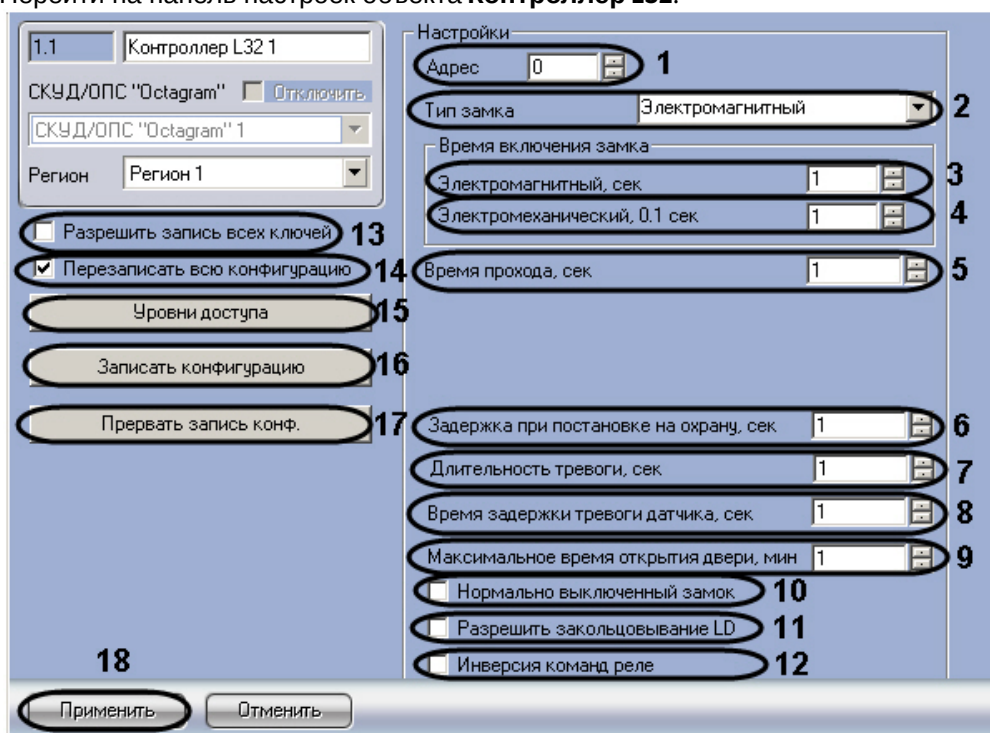 Перейти на панель настроек объекта Контроллер L32.
1.1 Контроллер L32 1
СКУД/ОПС "Octagram" Отключить
СКУД/ОПС "Octagram" 1
Регион Регион 1
Разрешить запись всех ключей 13
Перезаписать всю конфигурацию 14
Уровни доступа 15
Записать конфигурацию 16
Прервать запись конф. 17
Настройки
Адрес 0 1
Тип замка Электромагнитный 2
Время включения замка
Электромагнитный, сек 1 3
Электромеханический, 0.1 сек 1 4
Время прохода, сек 1 5
Задержка при постановке на охрану, сек 1 6
Длительность тревоги, сек 1 7
Время задержки тревоги датчика, сек 1 8
Максимальное время открытия двери, мин 1 9
Нормально выключенный замок 10
Разрешить закольцовывание LD 11
Инверсия команд реле 12
18
Применить Отменить